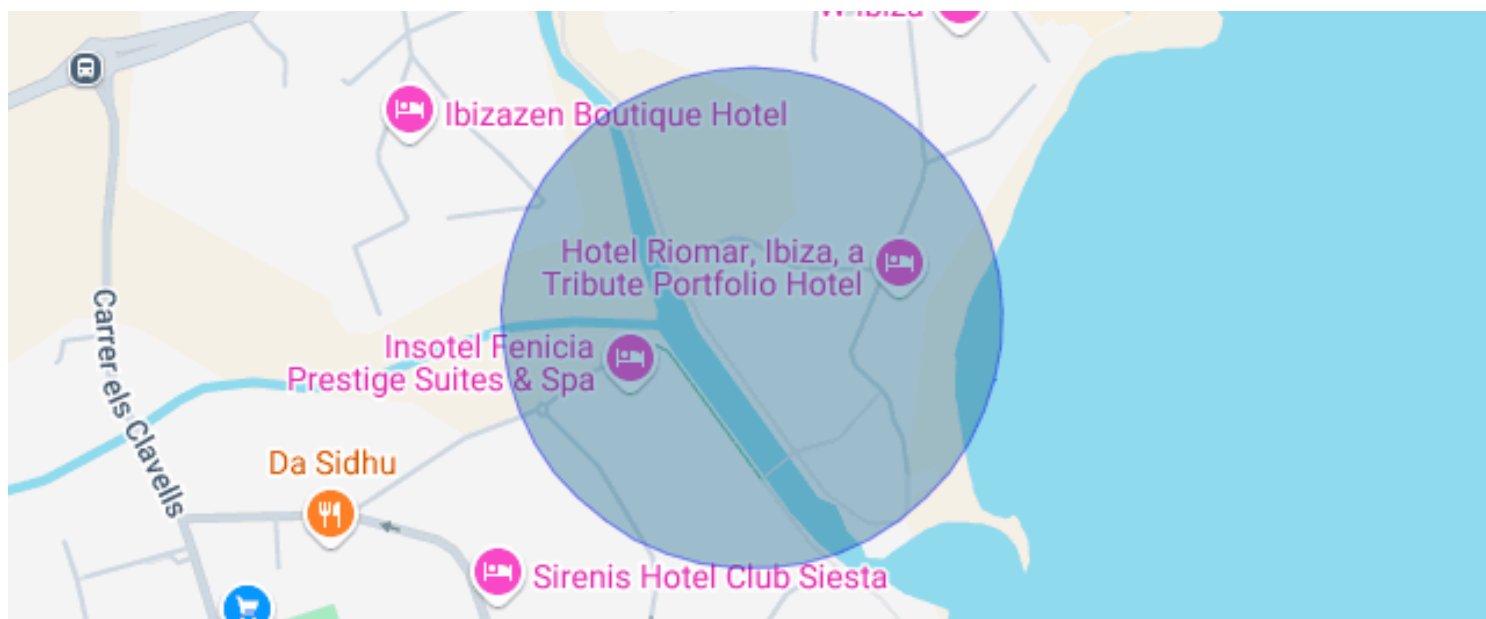 W Ibiza
Ibizazen Boutique Hotel
Hotel Riomar, Ibiza, a
Tribute Portfolio Hotel
Insotel Fenicia
Prestige Suites & Spa
Carrer els Clavells
Da Sidhu
Sirenis Hotel Club Siesta